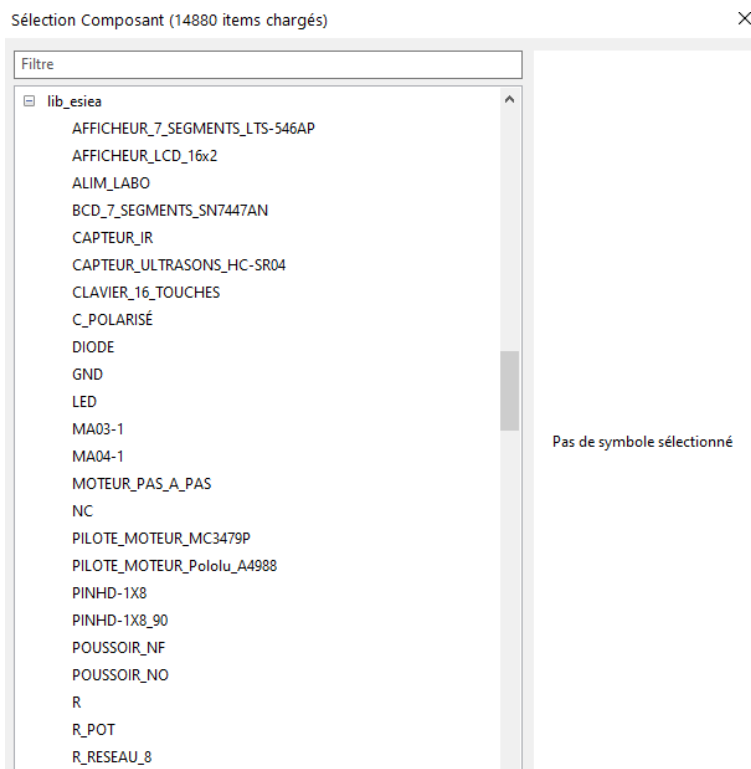 Sélection Composant (14880 items chargés)
Filtre
lib_esiea
AFFICHEUR_7_SEGMENTS_LTS-546AP
AFFICHEUR_LCD_16x2
ALIM_LABO
BCD_7_SEGMENTS_SN7447AN
CAPTEUR_IR
CAPTEUR_ULTRASONS_HC-SR04
CLAVIER_16_TOUCHES
C_POLARISÉ
DIODE
GND
LED
MA03-1
MA04-1
Pas de symbole sélectionné
MOTEUR_PAS_A_PAS
NC
PILOTE_MOTEUR_MC3479P
PILOTE_MOTEUR_Pololu_A4988
PINHD-1X8
PINHD-1X8_90
POUSSOIR_NF
POUSSOIR_NO
R
R_POT
R_RESEAU_8